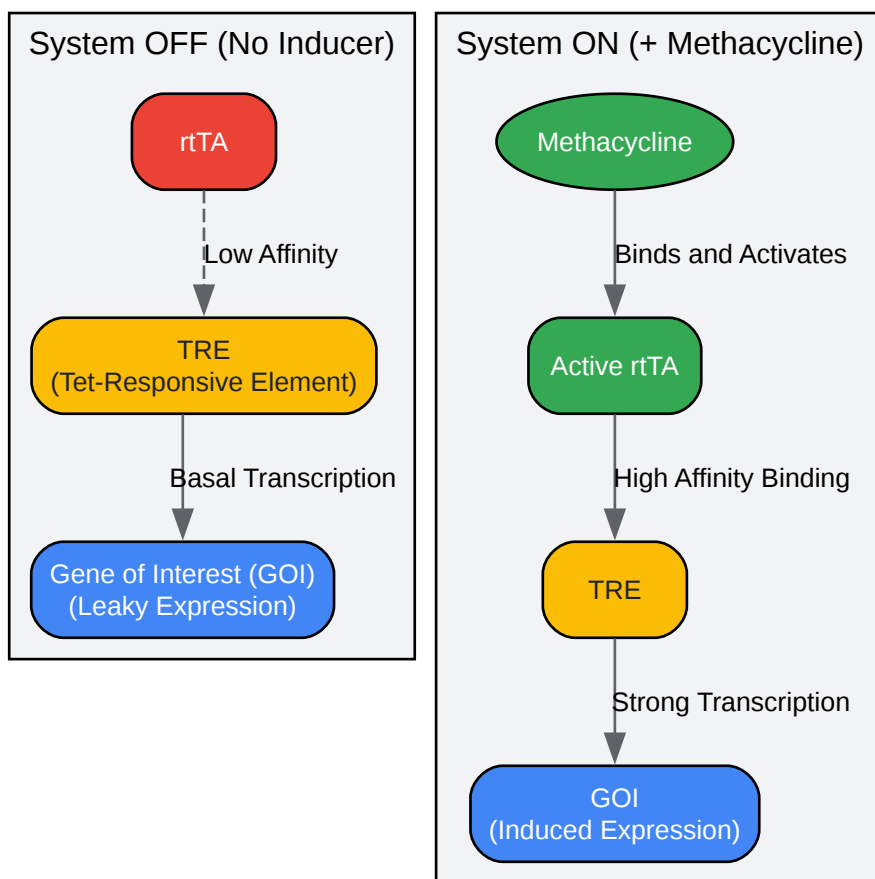 System OFF (No Inducer)
rtTA
Low Affinity
TRE
(Tet-Responsive Element)
Basal Transcription
Gene of Interest (GOI)
(Leaky Expression)
System ON (+ Methacycline)
Methacycline
Binds and Activates
Active rtTA
High Affinity Binding
TRE
Strong Transcription
GOI
(Induced Expression)